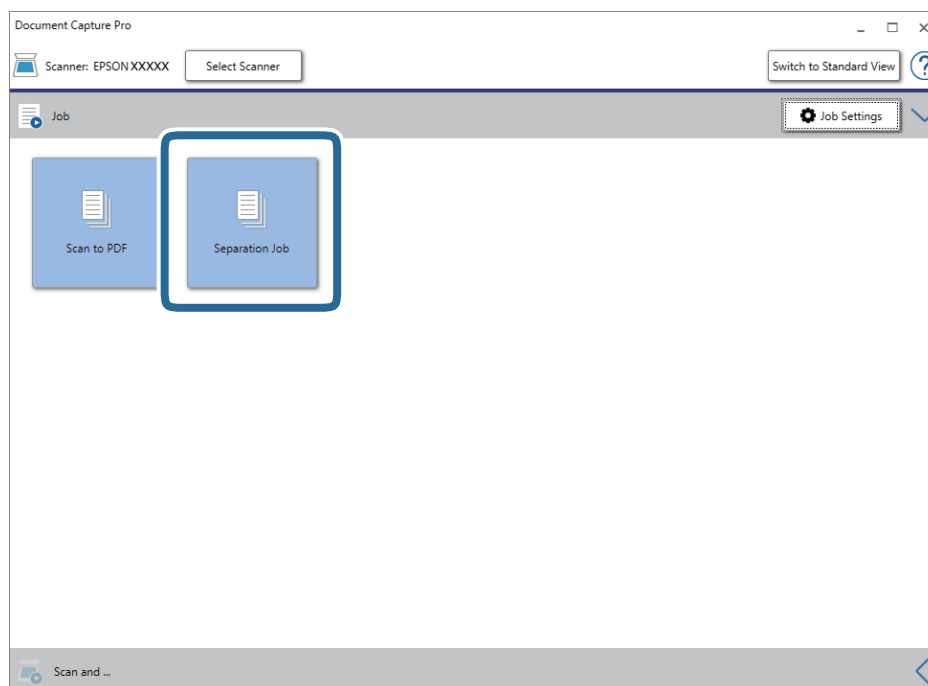 Document Capture Pro
Scanner: EPSON XXXXX
Select Scanner
Switch to Standard View
?
Job
Job Settings
Scan to PDF
Separation Job
Scan and ...